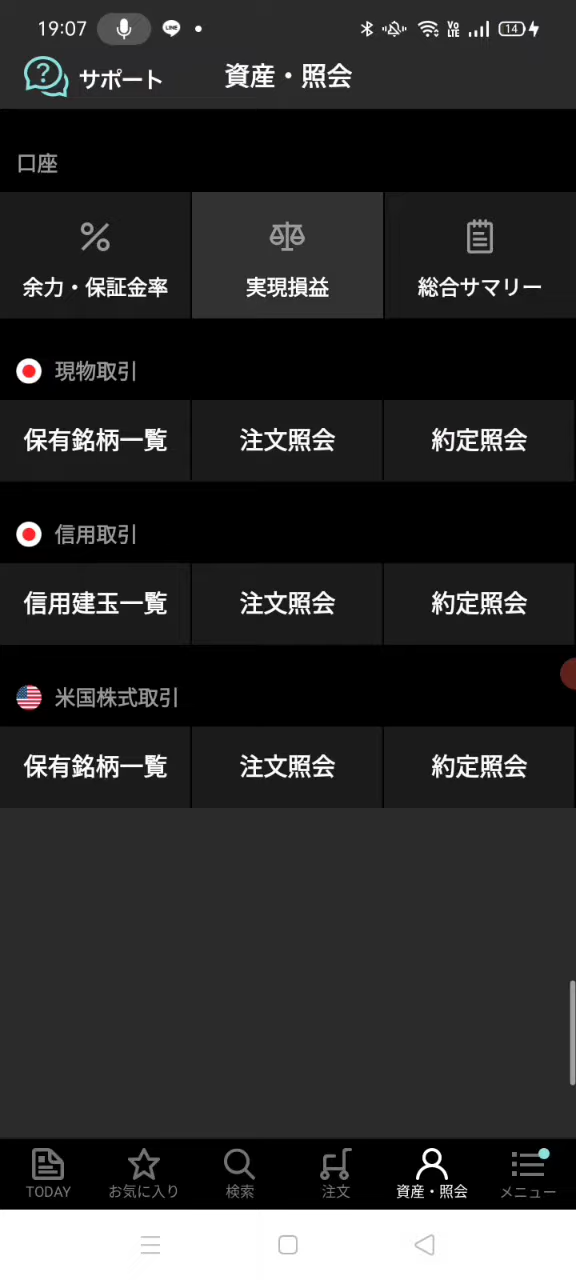 19:07 LINE VO LTE 14
サポート 資産・照会
口座
余力・保証金率 実現損益 総合サマリー
現物取引
保有銘柄一覧 注文照会 約定照会
信用取引
信用建玉一覧 注文照会 約定照会
米国株式取引
保有銘柄一覧 注文照会 約定照会
TODAY お気に入り 検索 注文 資産・照会 メニュー